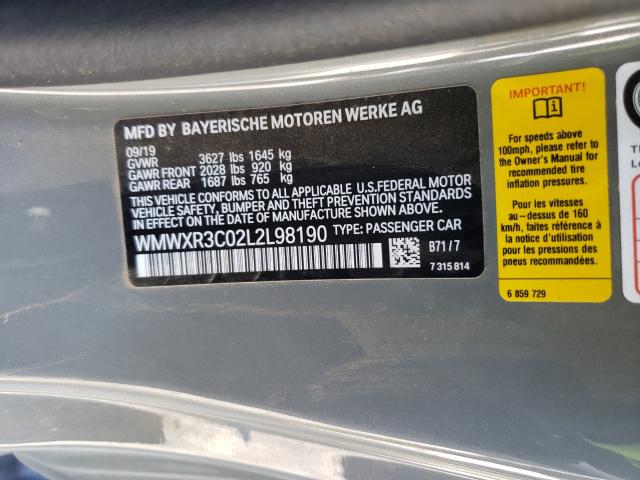 MFD BY BAYERISCHE MOTOREN WERKE AG
09/19
GVWR 3627 lbs 1645 kg
GAWR FRONT 2028 lbs 920 kg
GAWR REAR 1687 lbs 765 kg
THIS VEHICLE CONFORMS TO ALL APPLICABLE U.S.FEDERAL MOTOR
VEHICLE SAFETY, BUMPER AND THEFT PREVENTION STANDARDS
IN EFFECT ON THE DATE OF MANUFACTURE SHOWN ABOVE.
WMWXR3C02L2L98190 TYPE: PASSENGER CAR
B71 / 7
7 315 814
IMPORTANT!
For speeds above
100mph, please refer to
the Owner's Manual for
recommended tire
inflation pressures.
Pour les vitesses
au-dessus de 160
km/h, faites référence à
la Notice d'utilisation
pour les pressions des
pneus recommandées.
6 859 729